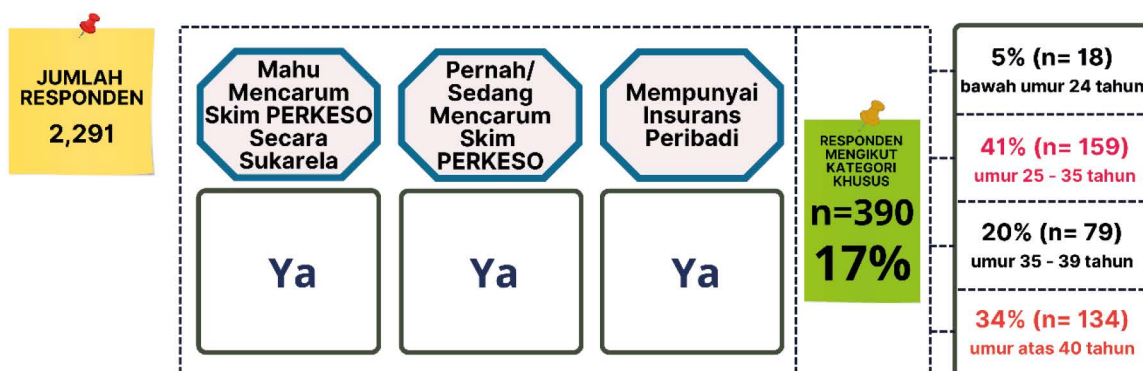 JUMLAH
RESPONDEN
2,291
Mahu
Mencarum
Skim PERKESO
Secara
Sukarela
Pernah/
Sedang
Mencarum
Skim
PERKESO
Mempunyai
Insurans
Peribadi
Ya
Ya
Ya
RESPONDEN
MENGIKUT
KATEGORI
KHUSUS
n=390
17%
5% (n= 18)
bawah umur 24 tahun
41% (n= 159)
umur 25 - 35 tahun
20% (n= 79)
umur 35 - 39 tahun
34% (n= 134)
umur atas 40 tahun